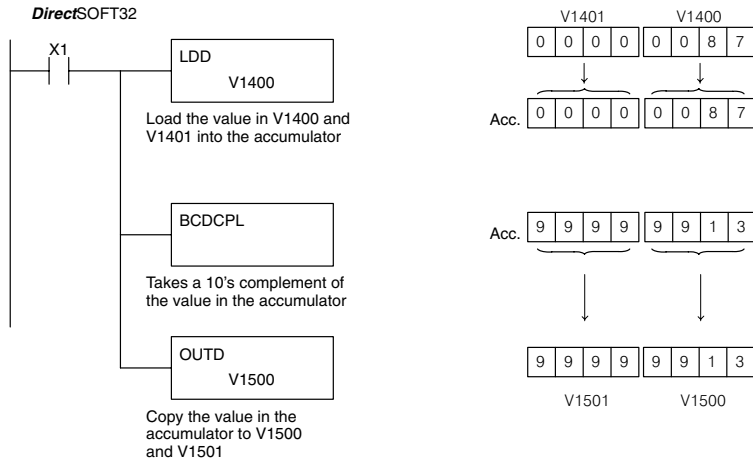 DirectSOFT32
X1
LDD
V1400
Load the value in V1400 and
V1401 into the accumulator
BCDCPL
Takes a 10's complement of
the value in the accumulator
OUTD
V1500
Copy the value in the
accumulator to V1500
and V1501
V1401 V1400
0 0 0 0 0 0 8 7
Acc. 0 0 0 0 0 0 8 7
Acc. 9 9 9 9 9 9 1 3
9 9 9 9 9 9 1 3
V1501 V1500